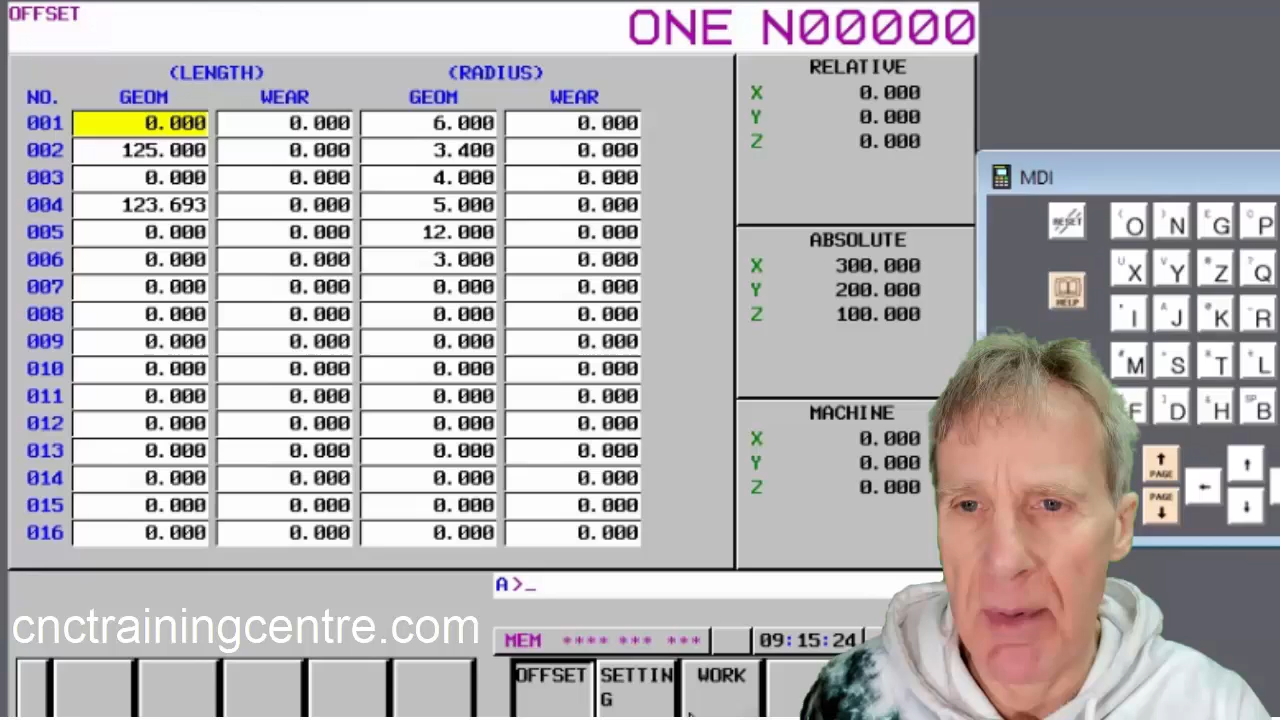 OFFSET
ONE N00000
(LENGTH) (RADIUS)
NO. GEOM WEAR GEOM WEAR
001 0.000 0.000 6.000 0.000
002 125.000 0.000 3.400 0.000
003 0.000 0.000 4.000 0.000
004 123.693 0.000 5.000 0.000
005 0.000 0.000 12.000 0.000
006 0.000 0.000 3.000 0.000
007 0.000 0.000 0.000 0.000
008 0.000 0.000 0.000 0.000
009 0.000 0.000 0.000 0.000
010 0.000 0.000 0.000 0.000
011 0.000 0.000 0.000 0.000
012 0.000 0.000 0.000 0.000
013 0.000 0.000 0.000 0.000
014 0.000 0.000 0.000 0.000
015 0.000 0.000 0.000 0.000
016 0.000 0.000 0.000 0.000
RELATIVE
X 0.000
Y 0.000
Z 0.000
ABSOLUTE
X 300.000
Y 200.000
Z 100.000
MACHINE
X 0.000
Y 0.000
Z 0.000
A>_
MEM **** *** *** 09:15:24
OFFSET SETTIN WORK
G
cnctrainingcentre.com
MDI
RESET ( O ) N E G C P
HELP U X V Y Z ? Q
I A J K R
M S T L
F ] D & H SP B
PAGE
PAGE